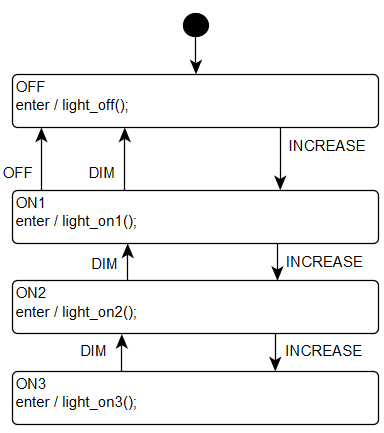 OFF
enter / light_off();
INCREASE
OFF
DIM
ON1
enter / light_on1();
DIM
INCREASE
ON2
enter / light_on2();
DIM
INCREASE
ON3
enter / light_on3();